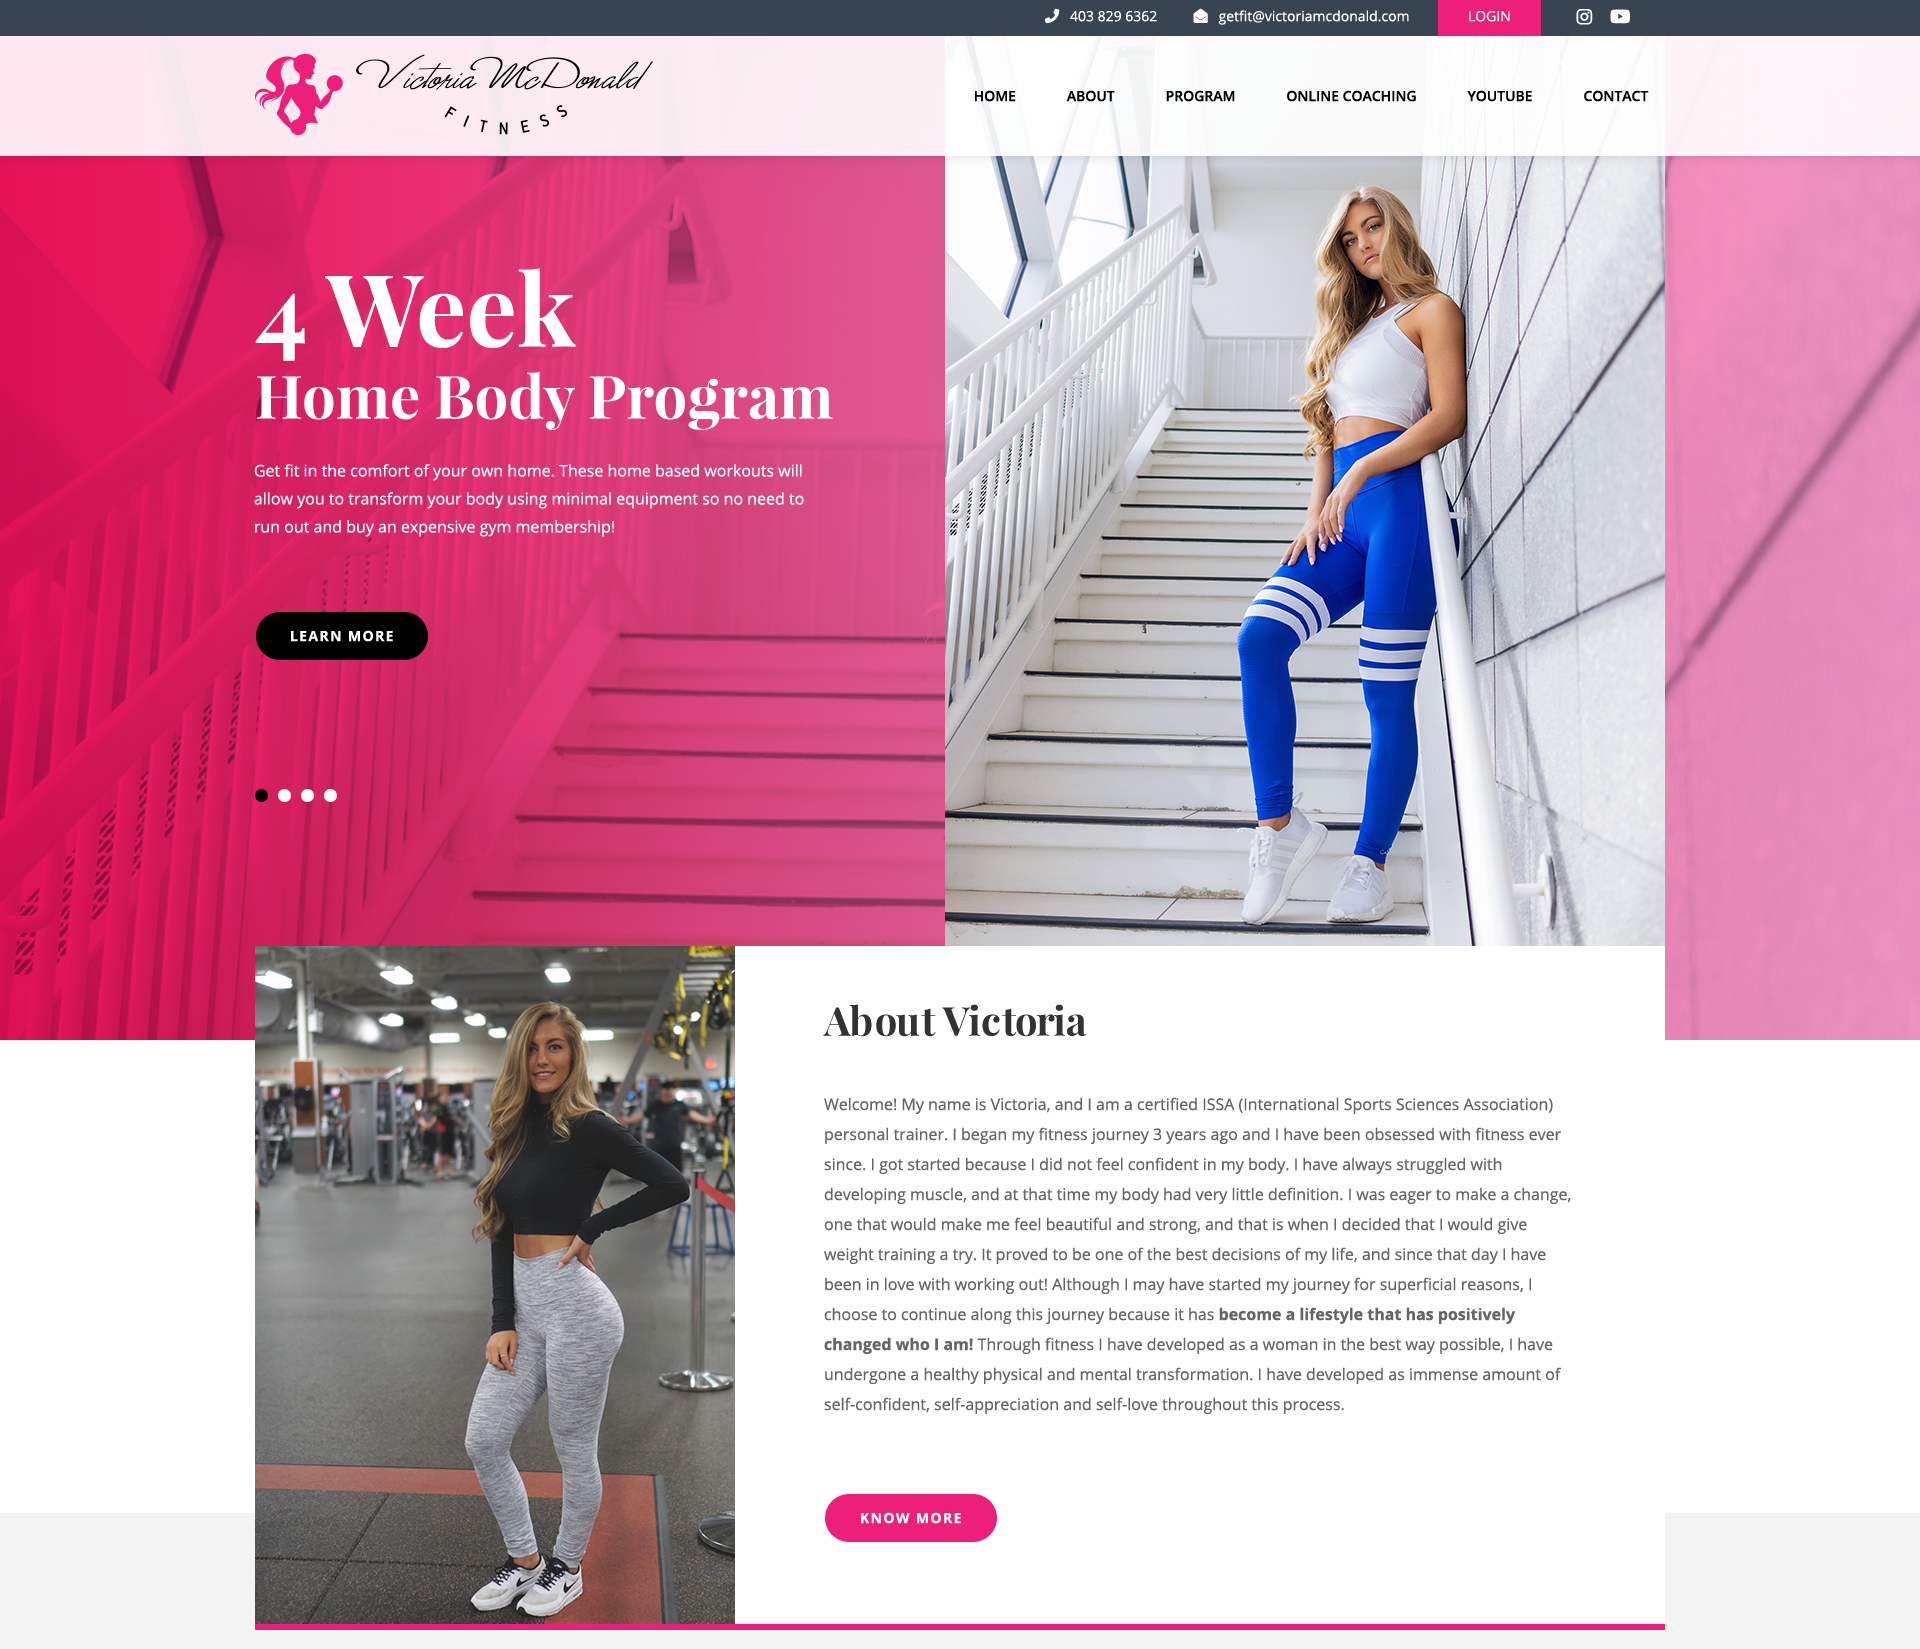 403 829 6362
getfit@victoriamcdonald.com
LOGIN
Victoria McDonald
FITNESS
HOME
ABOUT
PROGRAM
ONLINE COACHING
YOUTUBE
CONTACT
4 Week
Home Body Program
Get fit in the comfort of your own home. These home based workouts will
allow you to transform your body using minimal equipment so no need to
run out and buy an expensive gym membership!
LEARN MORE
About Victoria
Welcome! My name is Victoria, and I am a certified ISSA (International Sports Sciences Association)
personal trainer. I began my fitness journey 3 years ago and I have been obsessed with fitness ever
since. I got started because I did not feel confident in my body. I have always struggled with
developing muscle, and at that time my body had very little definition. I was eager to make a change,
one that would make me feel beautiful and strong, and that is when I decided that I would give
weight training a try. It proved to be one of the best decisions of my life, and since that day I have
been in love with working out! Although I may have started my journey for superficial reasons, I
choose to continue along this journey because it has become a lifestyle that has positively
changed who I am! Through fitness I have developed as a woman in the best way possible, I have
undergone a healthy physical and mental transformation. I have developed as immense amount of
self-confident, self-appreciation and self-love throughout this process.
KNOW MORE